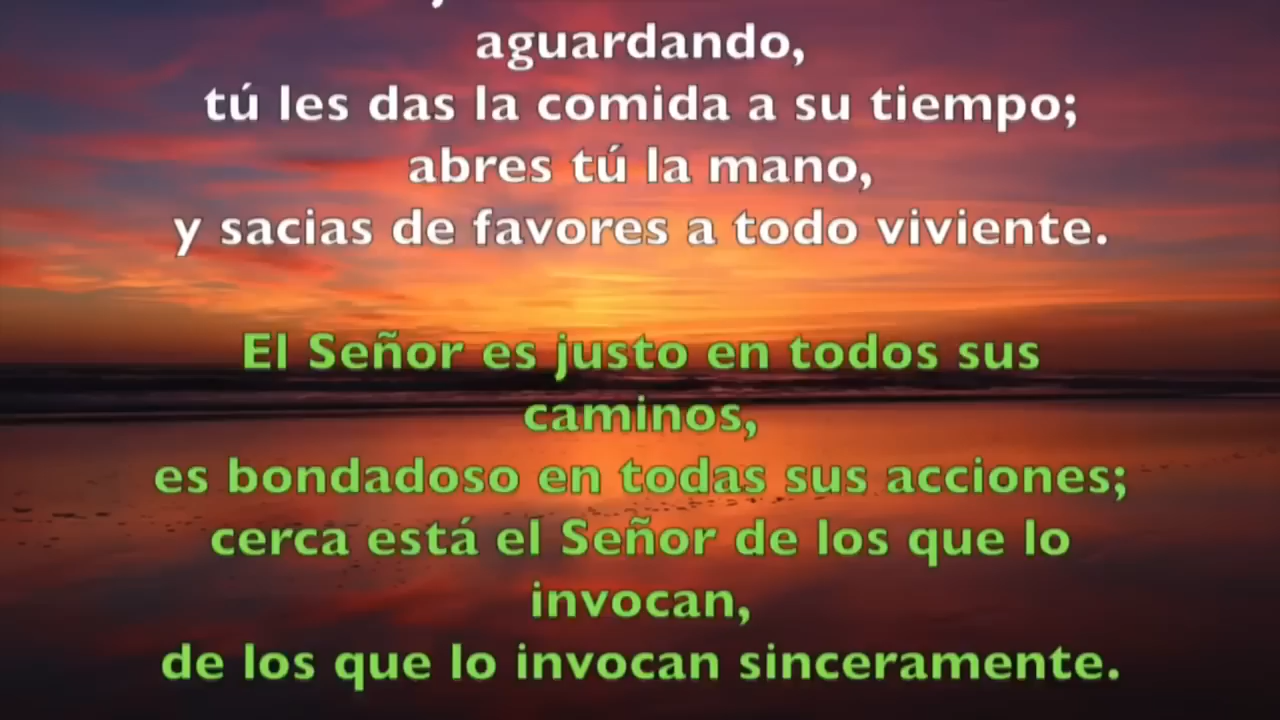 aguardando,
tú les das la comida a su tiempo;
abres tú la mano,
y sacias de favores a todo viviente.
El Señor es justo en todos sus
caminos,
es bondadoso en todas sus acciones;
cerca está el Señor de los que lo
invocan,
de los que lo invocan sinceramente.